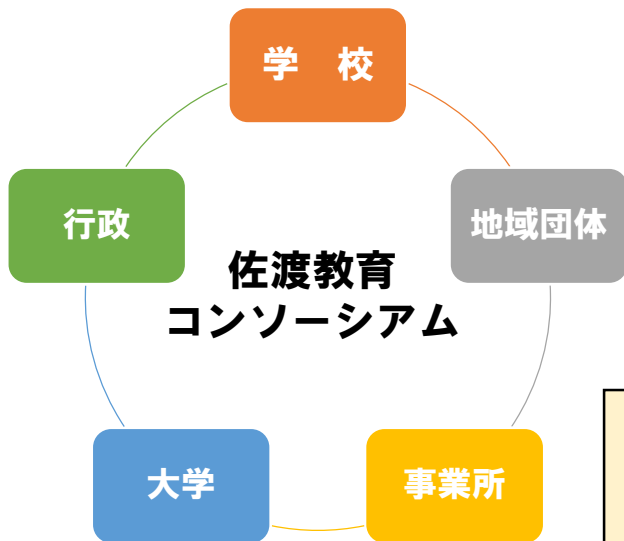 学　校
行政
地域団体
佐渡教育
コンソーシアム
大学
事業所